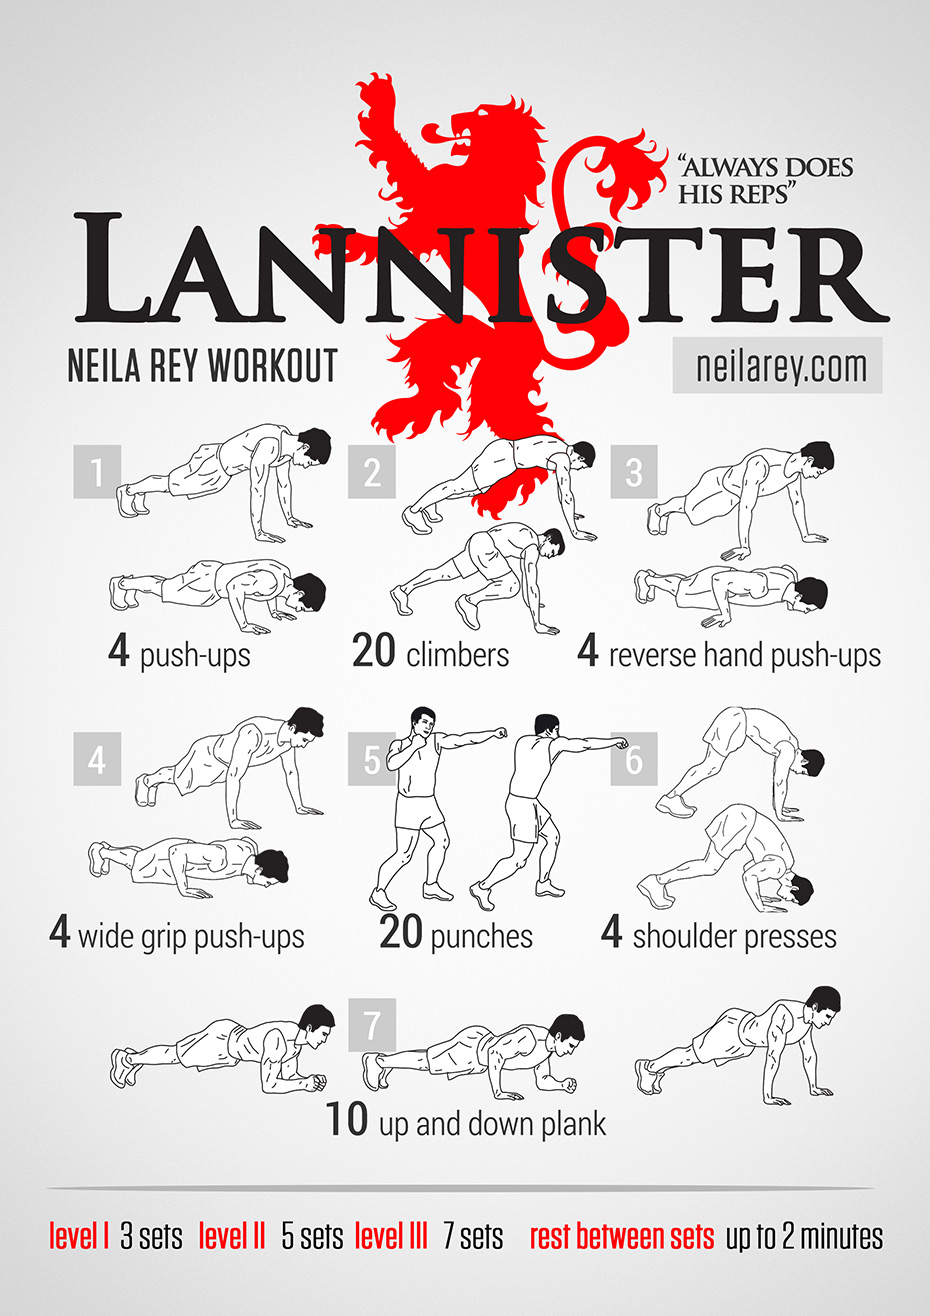 “ALWAYS DOES
HIS REPS”
LANNISTER
NEILA REY WORKOUT
neilarey.com
1
2
3
4 push-ups
20 climbers
4 reverse hand push-ups
4
5
6
4 wide grip push-ups
20 punches
4 shoulder presses
7
10 up and down plank
level I 3 sets level II 5 sets level III 7 sets rest between sets up to 2 minutes